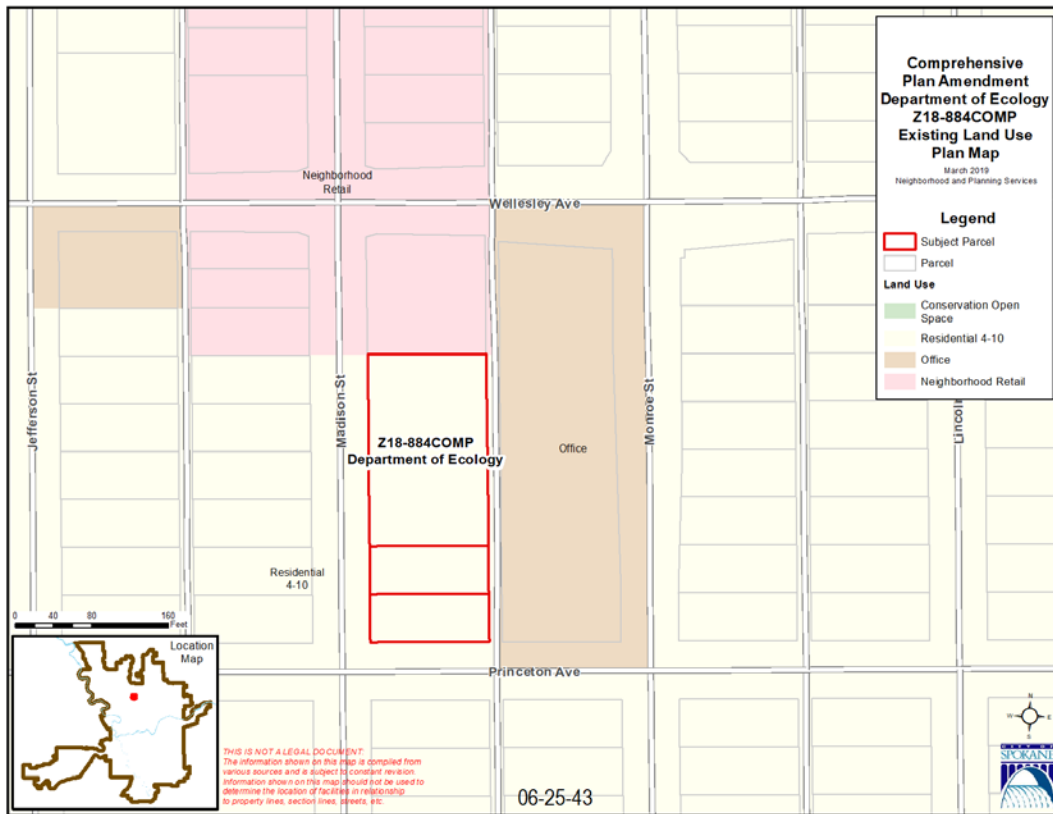 Comprehensive
Plan Amendment
Department of Ecology
Z18-884COMP
Existing Land Use
Plan Map
March 2019
Neighborhood and Planning Services
Legend
Subject Parcel
Parcel
Land Use
Conservation Open
Space
Residential 4-10
Office
Neighborhood Retail
Neighborhood
Retail
Wellesley Ave
Jefferson St
Madison St
Monroe St
Lincoln
Z18-884COMP
Department of Ecology
Office
Residential
4-10
0 40 80 160
Feet
Location
Map
Princeton Ave
THIS IS NOT A LEGAL DOCUMENT:
The information shown on this map is compiled from
various sources and is subject to constant revision.
Information shown on this map should not be used to
determine the location of facilities in relationship
to property lines, section lines, streets, etc.
06-25-43
N
W E
S
CITY OF
SPOKANE